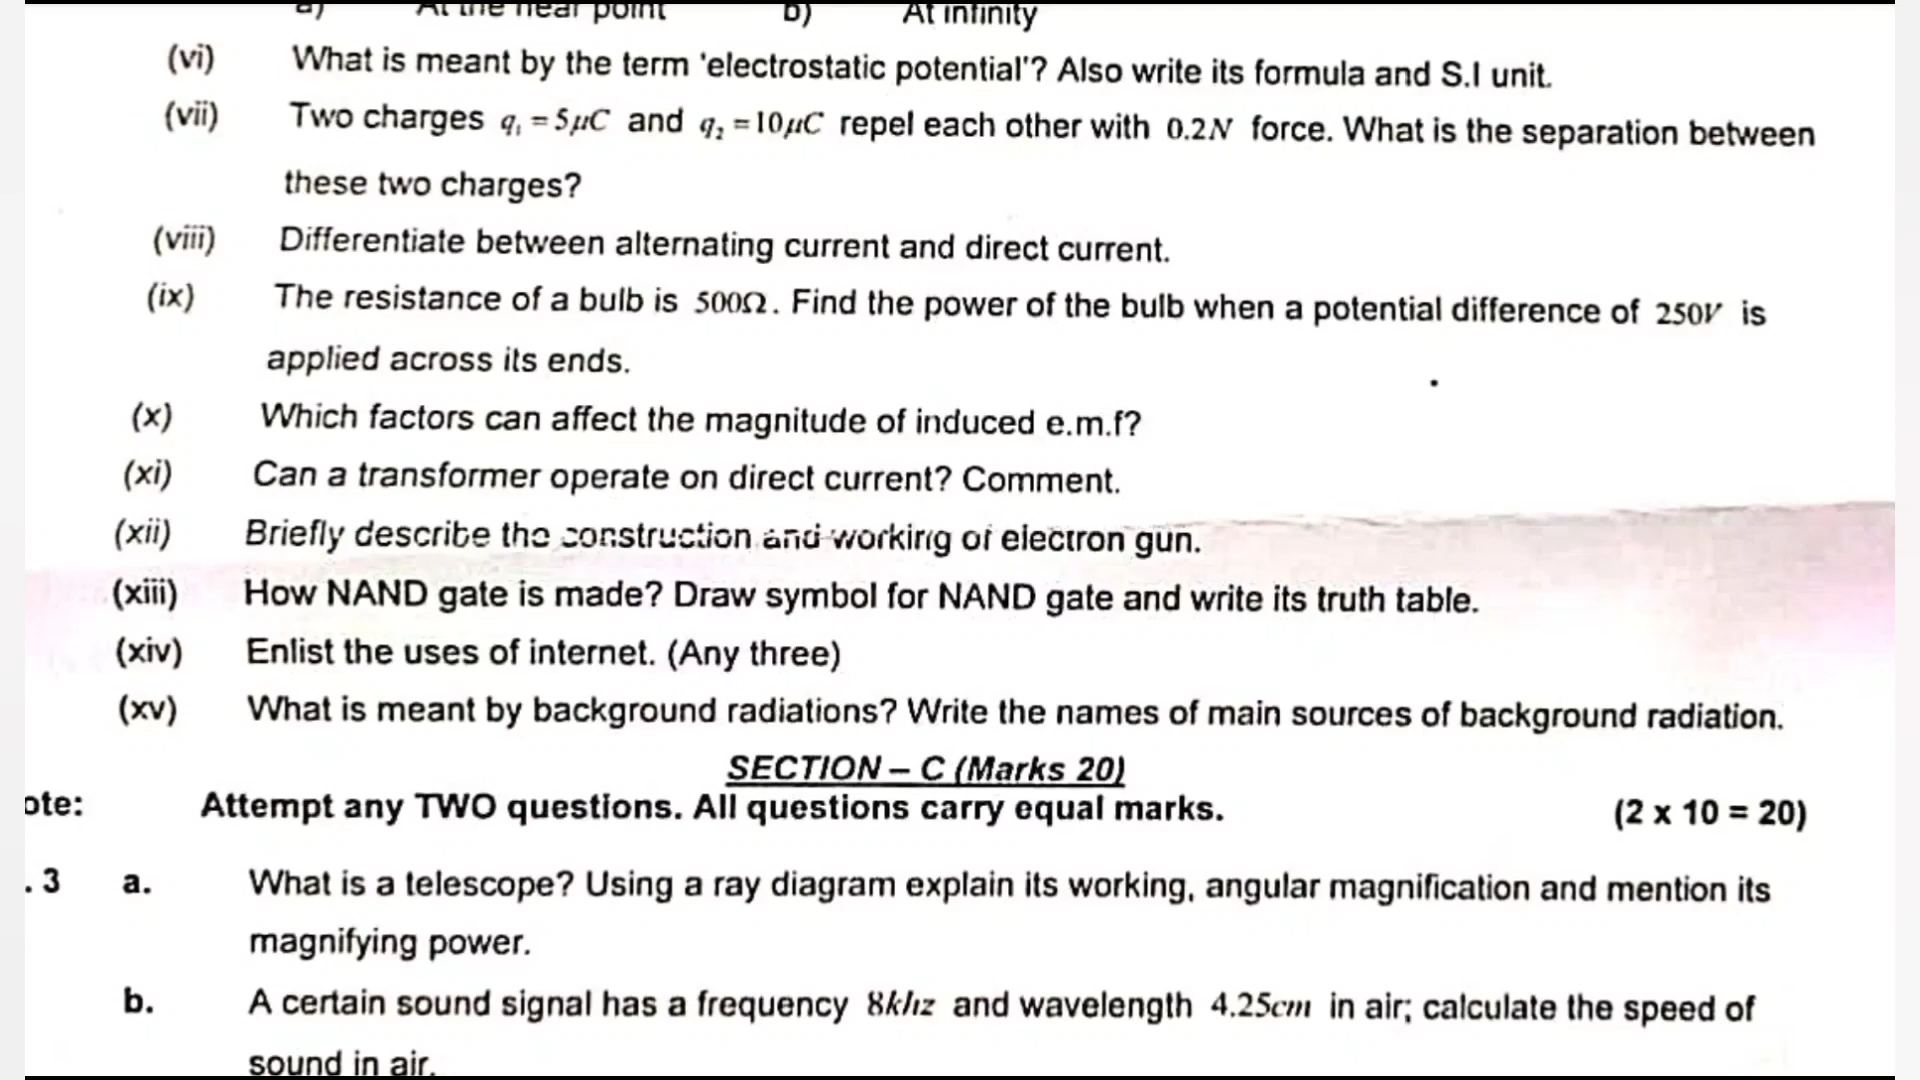 a) At the near point b) At infinity
(vi) What is meant by the term 'electrostatic potential'? Also write its formula and S.I unit.
(vii) Two charges q₁ = 5μC and q₂ = 10μC repel each other with 0.2N force. What is the separation between
these two charges?
(viii) Differentiate between alternating current and direct current.
(ix) The resistance of a bulb is 500Ω. Find the power of the bulb when a potential difference of 250V is
applied across its ends.
(x) Which factors can affect the magnitude of induced e.m.f?
(xi) Can a transformer operate on direct current? Comment.
(xii) Briefly describe the construction and working of electron gun.
(xiii) How NAND gate is made? Draw symbol for NAND gate and write its truth table.
(xiv) Enlist the uses of internet. (Any three)
(xv) What is meant by background radiations? Write the names of main sources of background radiation.
SECTION – C (Marks 20)
ote: Attempt any TWO questions. All questions carry equal marks. (2 x 10 = 20)
. 3 a. What is a telescope? Using a ray diagram explain its working, angular magnification and mention its
magnifying power.
b. A certain sound signal has a frequency 8khz and wavelength 4.25cm in air; calculate the speed of
sound in air.